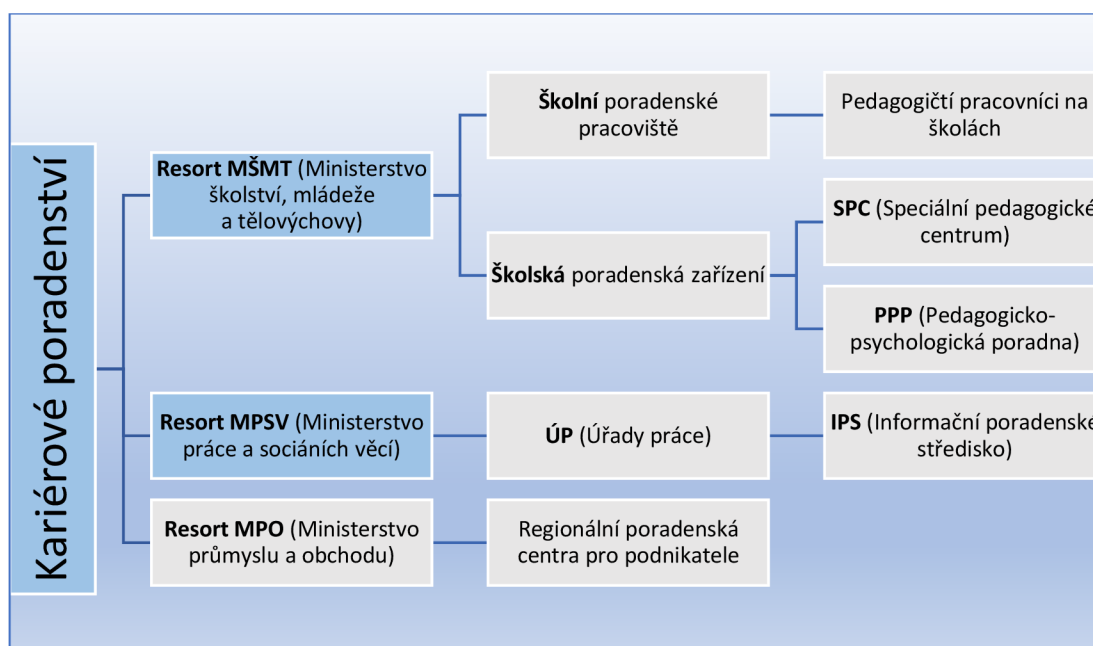 Kariérové poradenství
Resort MŠMT (Ministerstvo
školství, mládeže
a tělovýchovy)
Školní poradenské
pracoviště
Pedagogičtí pracovníci na
školách
Školská poradenská zařízení
SPC (Speciální pedagogické
centrum)
PPP (Pedagogicko-
psychologická poradna)
Resort MPSV (Ministerstvo
práce a sociáních věcí)
ÚP (Úřady práce)
IPS (Informační poradenské
středisko)
Resort MPO (Ministerstvo
průmyslu a obchodu)
Regionální poradenská
centra pro podnikatele